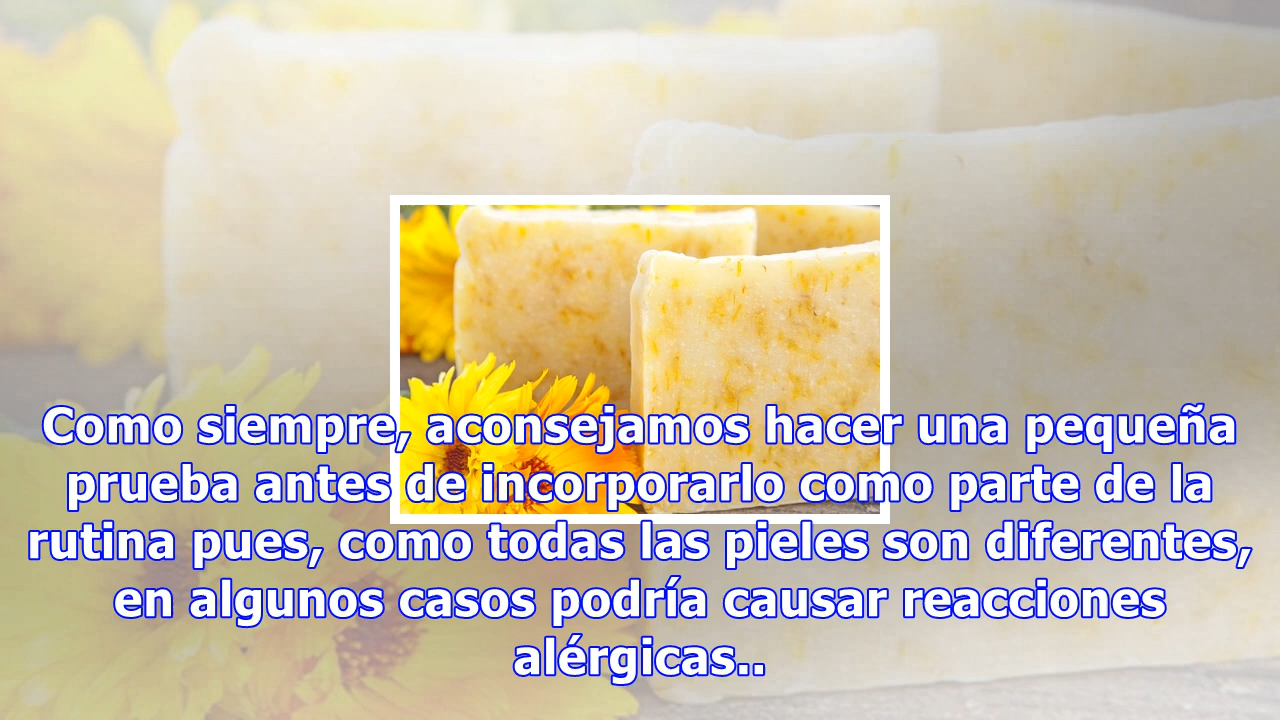 Como siempre, aconsejamos hacer una pequeña
prueba antes de incorporarlo como parte de la
rutina pues, como todas las pieles son diferentes,
en algunos casos podría causar reacciones
alérgicas..